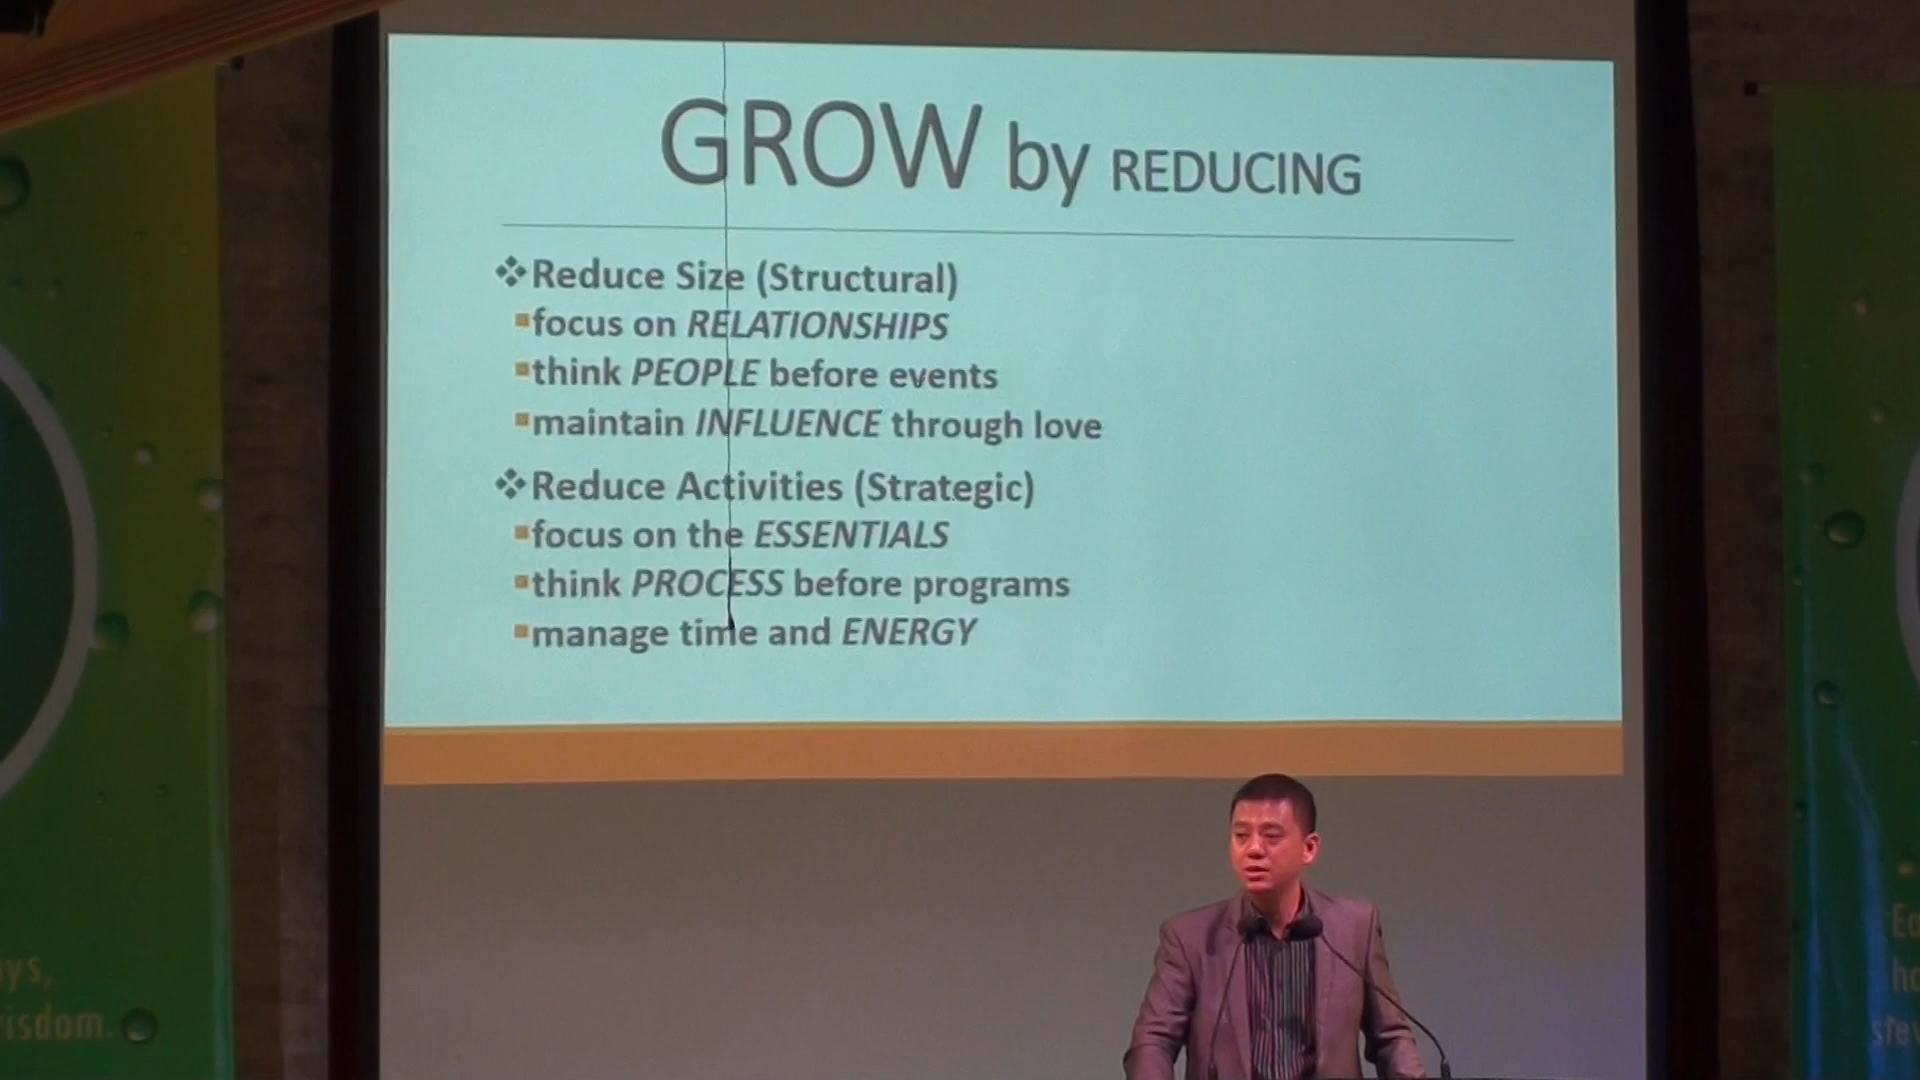 GROW by REDUCING
❖Reduce Size (Structural)
▪focus on RELATIONSHIPS
▪think PEOPLE before events
▪maintain INFLUENCE through love
❖Reduce Activities (Strategic)
▪focus on the ESSENTIALS
▪think PROCESS before programs
▪manage time and ENERGY